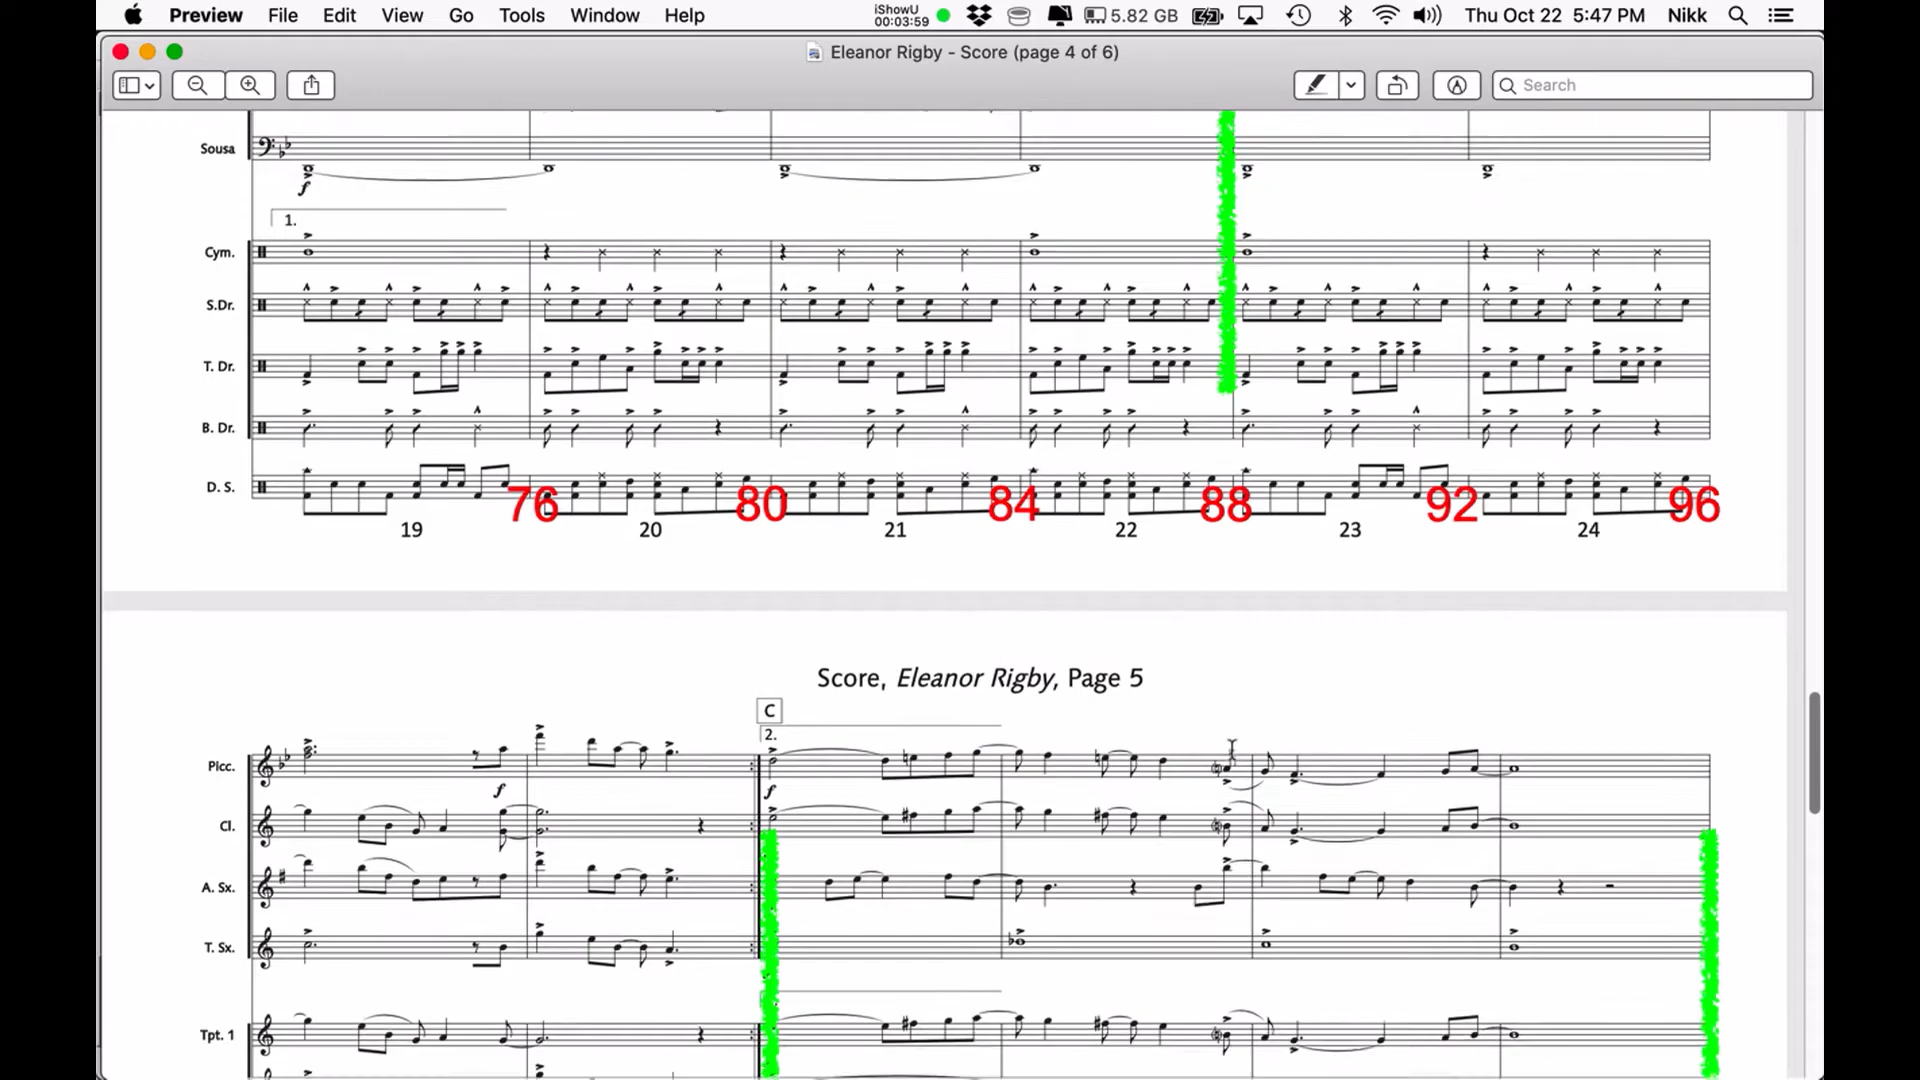 Preview File Edit View Go Tools Window Help iShowU 00:03:59 5.82 GB Thu Oct 22 5:47 PM Nikk
Eleanor Rigby - Score (page 4 of 6)
Search
Sousa
f
1.
Cym.
S.Dr.
T. Dr.
B. Dr.
D. S.
76 80 84 88 92 96
19 20 21 22 23 24
Score, Eleanor Rigby, Page 5
C
2.
Picc.
f f
Cl.
A. Sx.
T. Sx.
2.
Tpt. 1